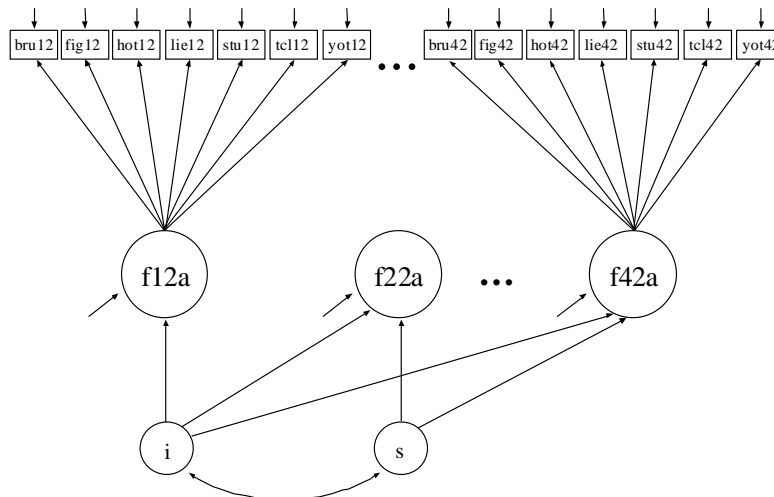 bru12 fig12 hot12 lie12 stu12 tcl12 yot12 ... bru42 fig42 hot42 lie42 stu42 tcl42 yot42
f12a f22a ... f42a
i s